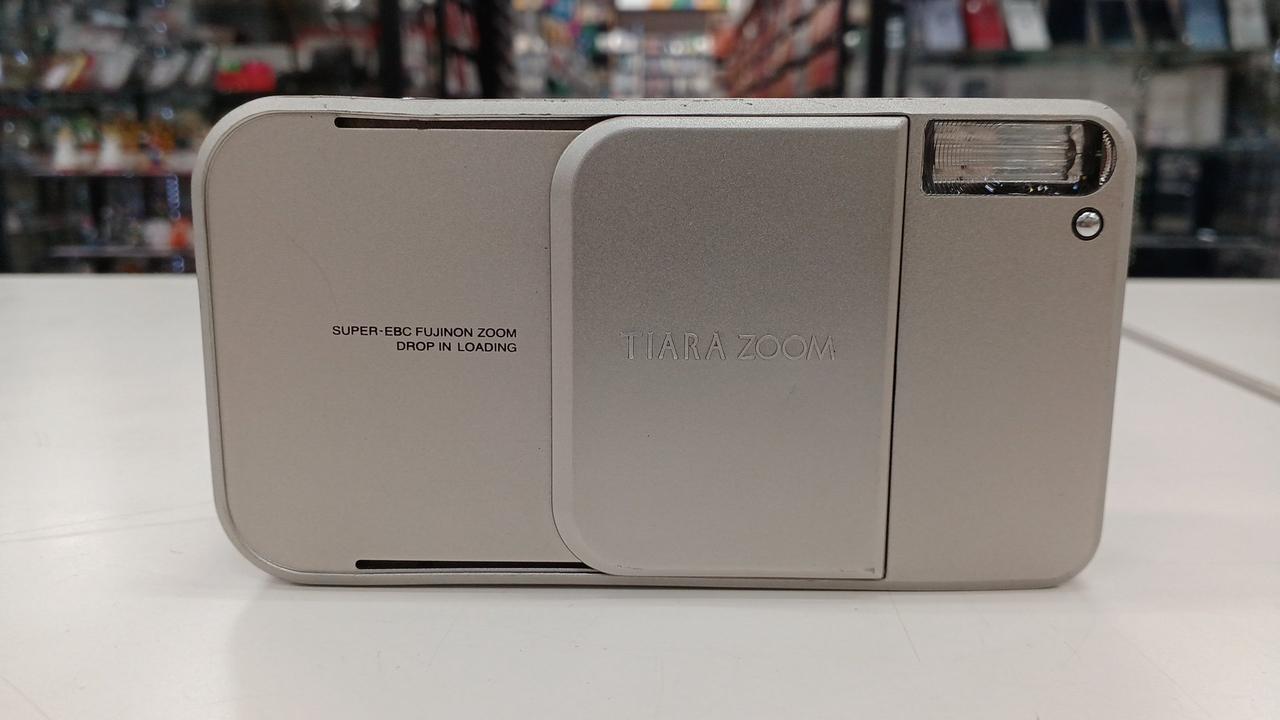 SUPER-EBC FUJINON ZOOM
DROP IN LOADING
TIARA ZOOM